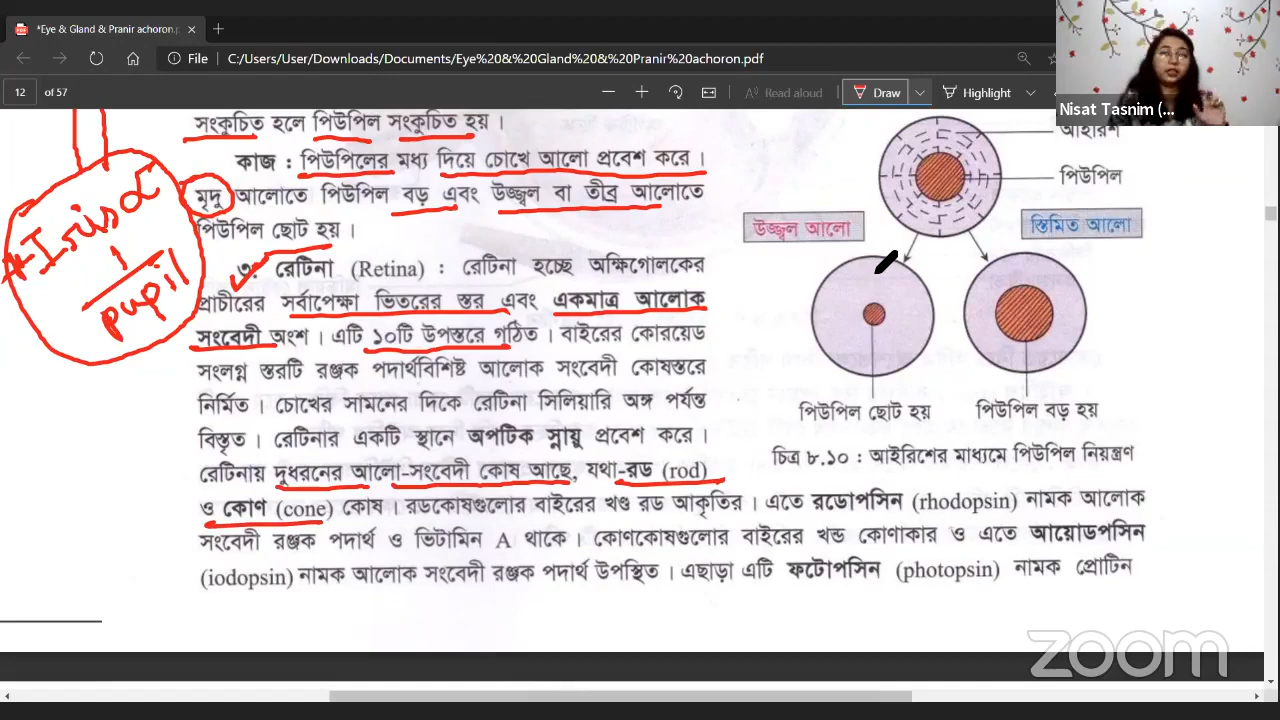 *Eye & Gland & Pranir achoron.p
File
C:/Users/User/Downloads/Documents/Eye%20&%20Gland%20&%20Pranir%20achoron.pdf
12 of 57
Read aloud
Draw
Highlight
Nisat Tasnim (...
সংকুচিত হলে পিউপিল সংকুচিত হয়।
কাজ : পিউপিলের মধ্য দিয়ে চোখে আলো প্রবেশ করে।
মৃদু আলোতে পিউপিল বড় এবং উজ্জ্বল বা তীব্র আলোতে
পিউপিল ছোট হয়।
৩. রেটিনা (Retina) : রেটিনা হচ্ছে অক্ষিগোলকের
প্রাচীরের সর্বাপেক্ষা ভিতরের স্তর এবং একমাত্র আলোক
সংবেদী অংশ। এটি ১০টি উপস্তরে গঠিত। বাইরের কোরয়েড
সংলগ্ন স্তরটি রঞ্জক পদার্থবিশিষ্ট আলোক সংবেদী কোষস্তরে
নির্মিত। চোখের সামনের দিকে রেটিনা সিলিয়ারি অঙ্গ পর্যন্ত
বিস্তৃত। রেটিনার একটি স্থানে অপটিক স্নায়ু প্রবেশ করে।
রেটিনায় দুধরনের আলো-সংবেদী কোষ আছে, যথা-রড (rod)
ও কোণ (cone) কোষ। রডকোষগুলোর বাইরের খণ্ড রড আকৃতির। এতে রডোপসিন (rhodopsin) নামক আলোক
সংবেদী রঞ্জক পদার্থ ও ভিটামিন A থাকে। কোণকোষগুলোর বাইরের খন্ড কোণাকার ও এতে আয়োডপসিন
(iodopsin) নামক আলোক সংবেদী রঞ্জক পদার্থ উপস্থিত। এছাড়া এটি ফটোপসিন (photopsin) নামক প্রোটিন
Iris α
1
pupil
আইরিশ
পিউপিল
উজ্জ্বল আলো
স্তিমিত আলো
পিউপিল ছোট হয়
পিউপিল বড় হয়
চিত্র ৮.১০ : আইরিশের মাধ্যমে পিউপিল নিয়ন্ত্রণ
zoom